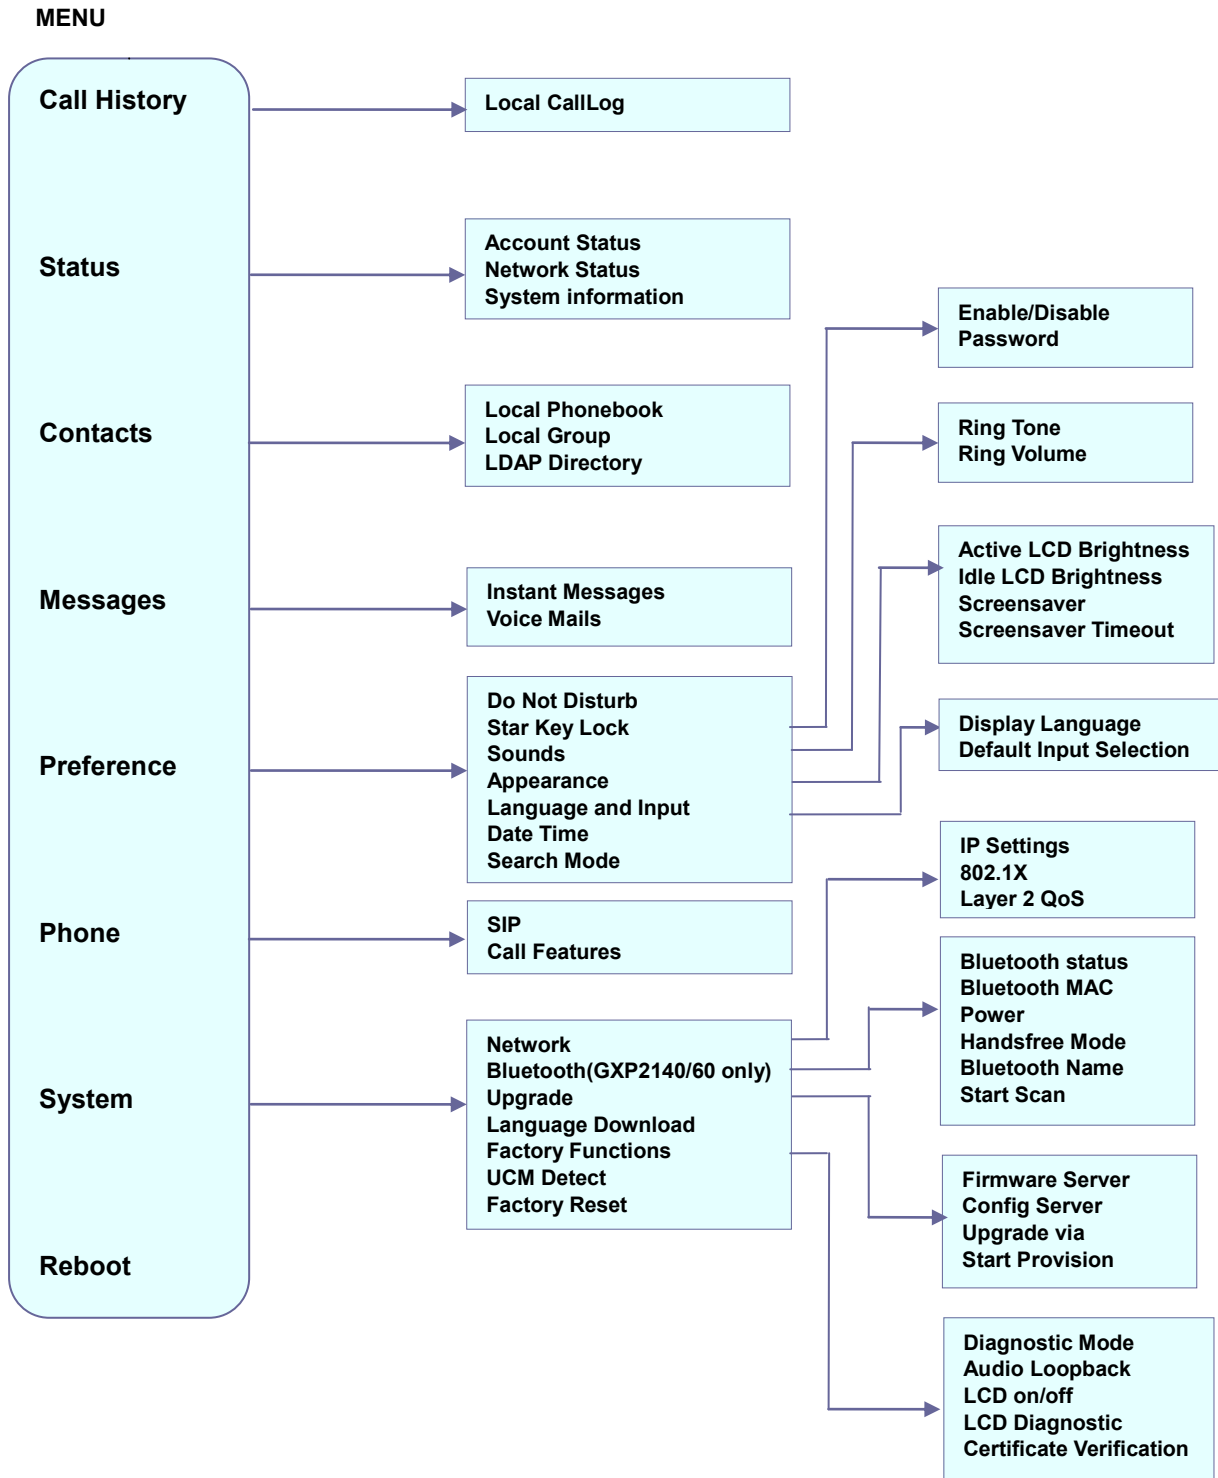 MENU
Call History
Local CallLog
Status
Account Status
Network Status
System information
Enable/Disable
Password
Contacts
Local Phonebook
Local Group
LDAP Directory
Ring Tone
Ring Volume
Messages
Instant Messages
Voice Mails
Active LCD Brightness
Idle LCD Brightness
Screensaver
Screensaver Timeout
Preference
Do Not Disturb
Star Key Lock
Sounds
Appearance
Language and Input
Date Time
Search Mode
Display Language
Default Input Selection
Phone
SIP
Call Features
IP Settings
802.1X
Layer 2 QoS
System
Network
Bluetooth(GXP2140/60 only)
Upgrade
Language Download
Factory Functions
UCM Detect
Factory Reset
Bluetooth status
Bluetooth MAC
Power
Handsfree Mode
Bluetooth Name
Start Scan
Firmware Server
Config Server
Upgrade via
Start Provision
Reboot
Diagnostic Mode
Audio Loopback
LCD on/off
LCD Diagnostic
Certificate Verification